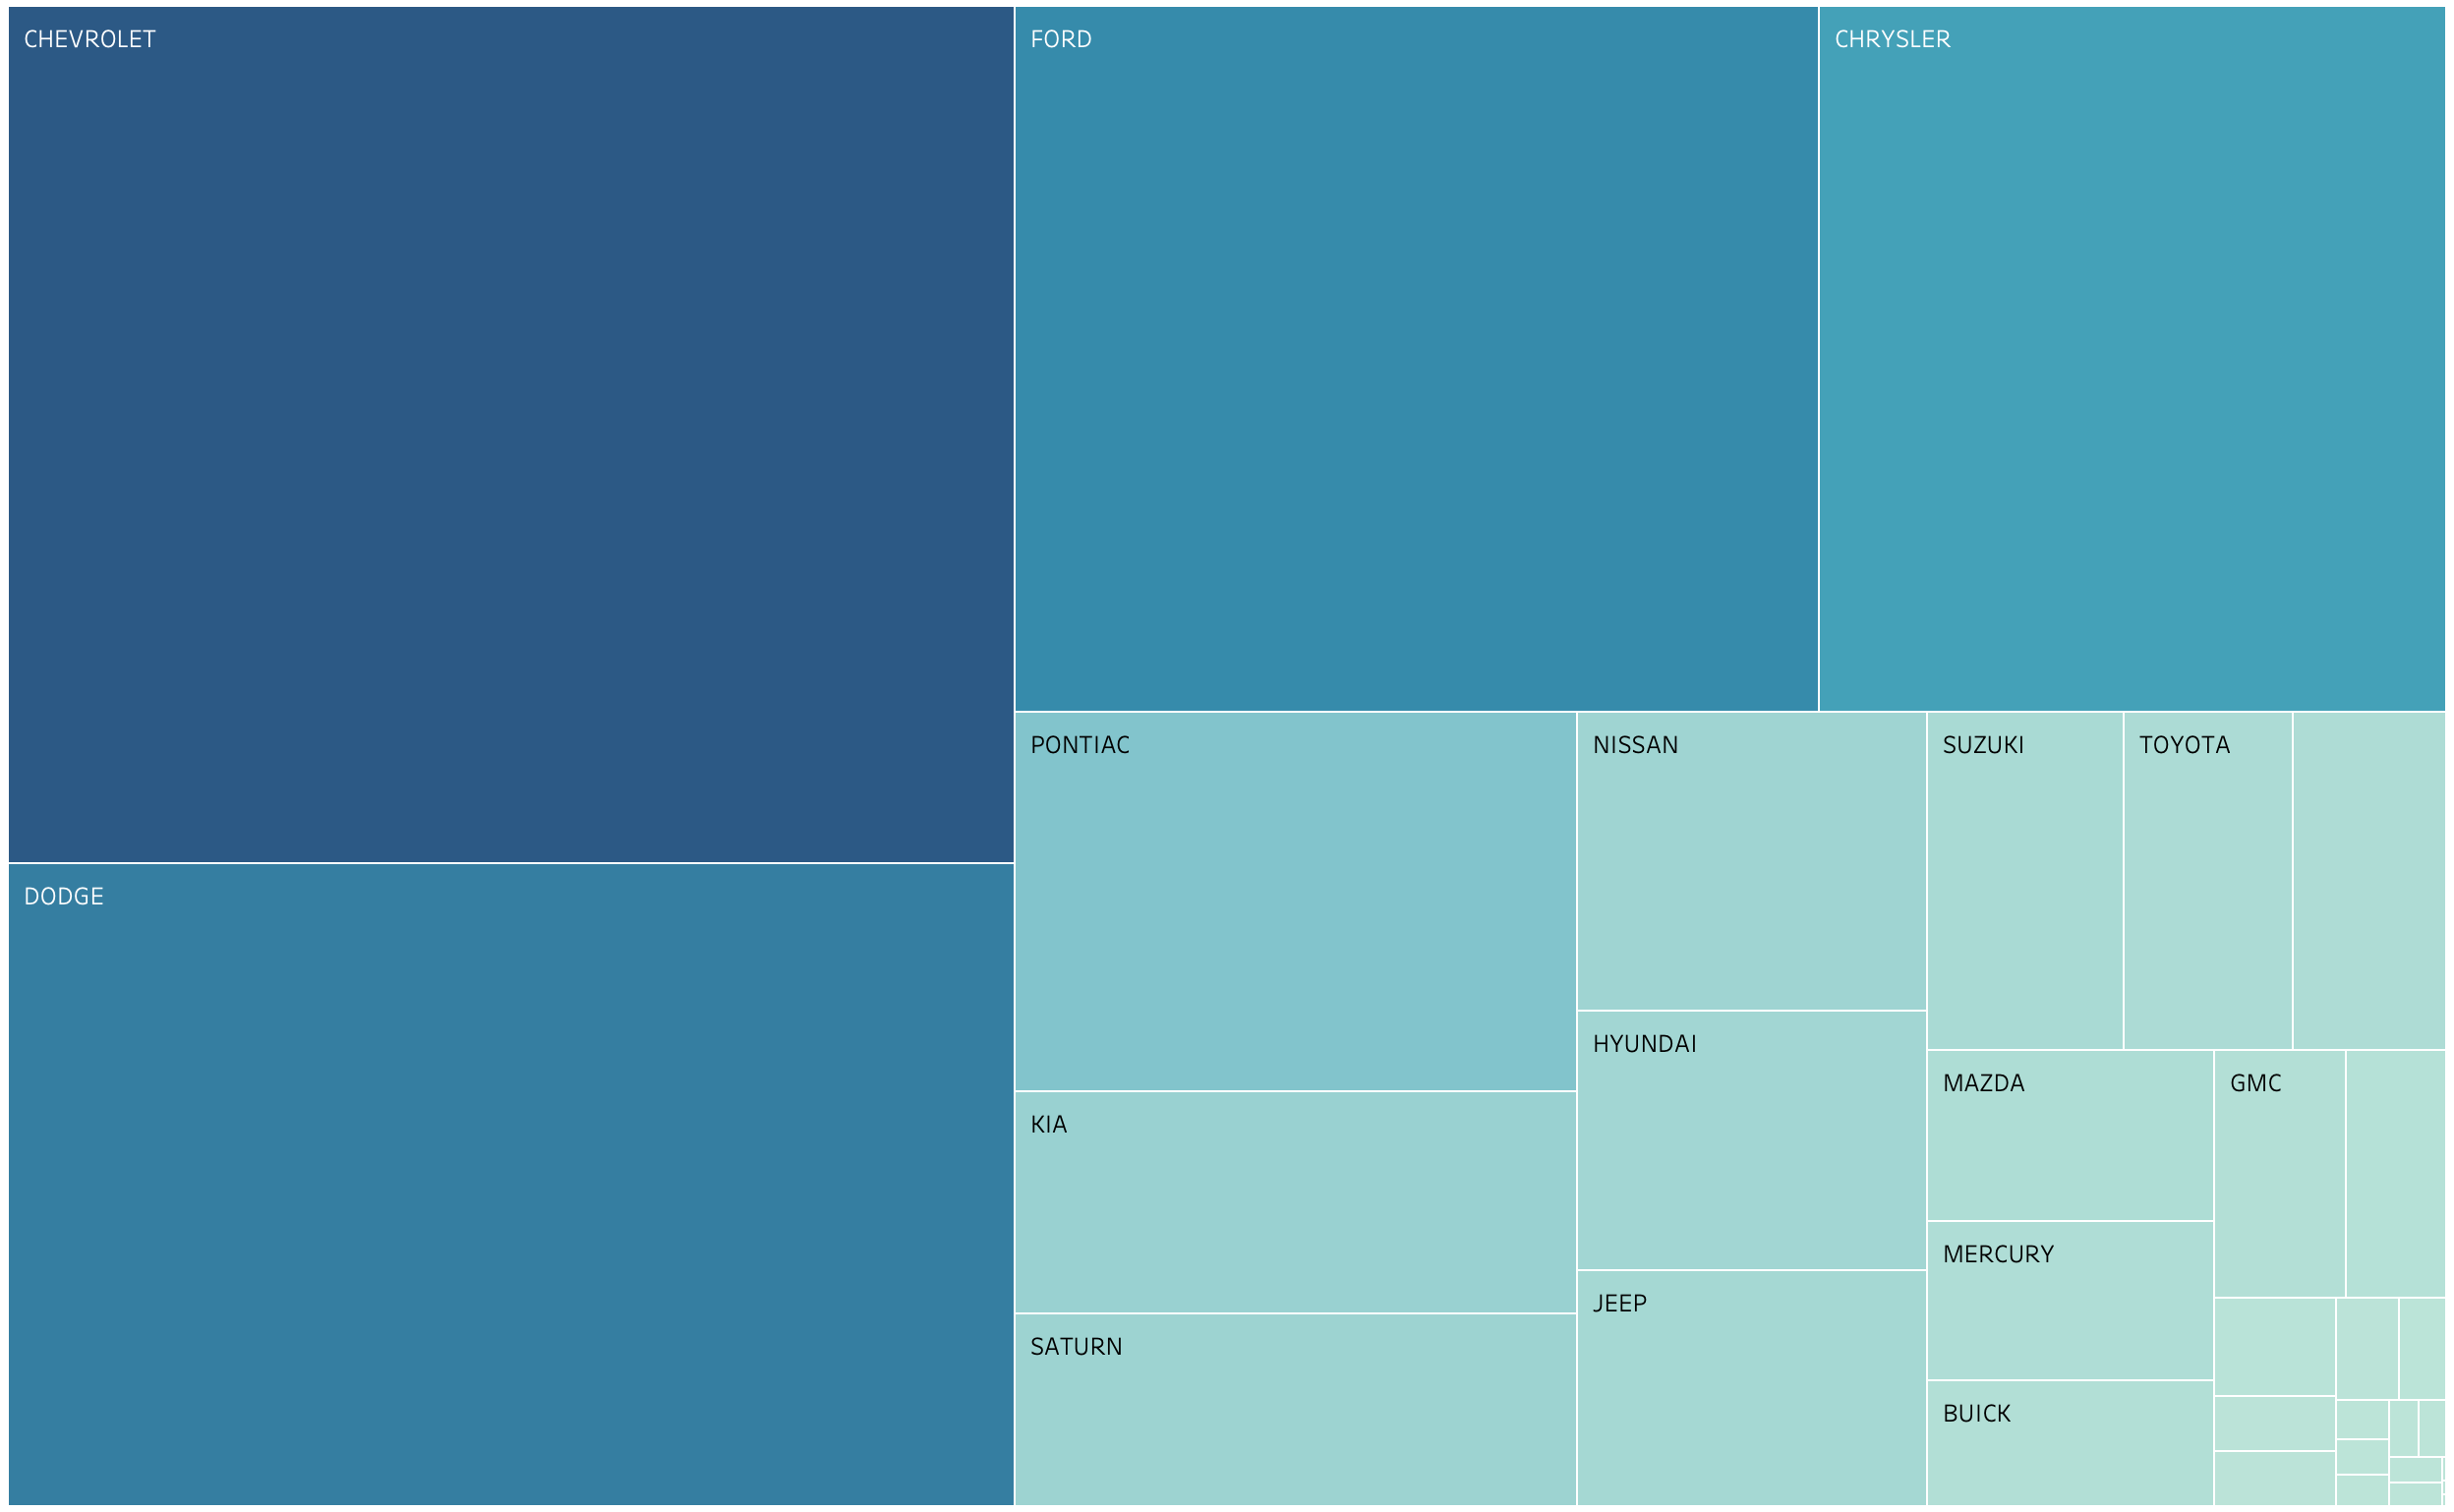 CHEVROLET
FORD
CHRYSLER
DODGE
PONTIAC
NISSAN
SUZUKI
TOYOTA
HYUNDAI
MAZDA
GMC
KIA
MERCURY
JEEP
SATURN
BUICK